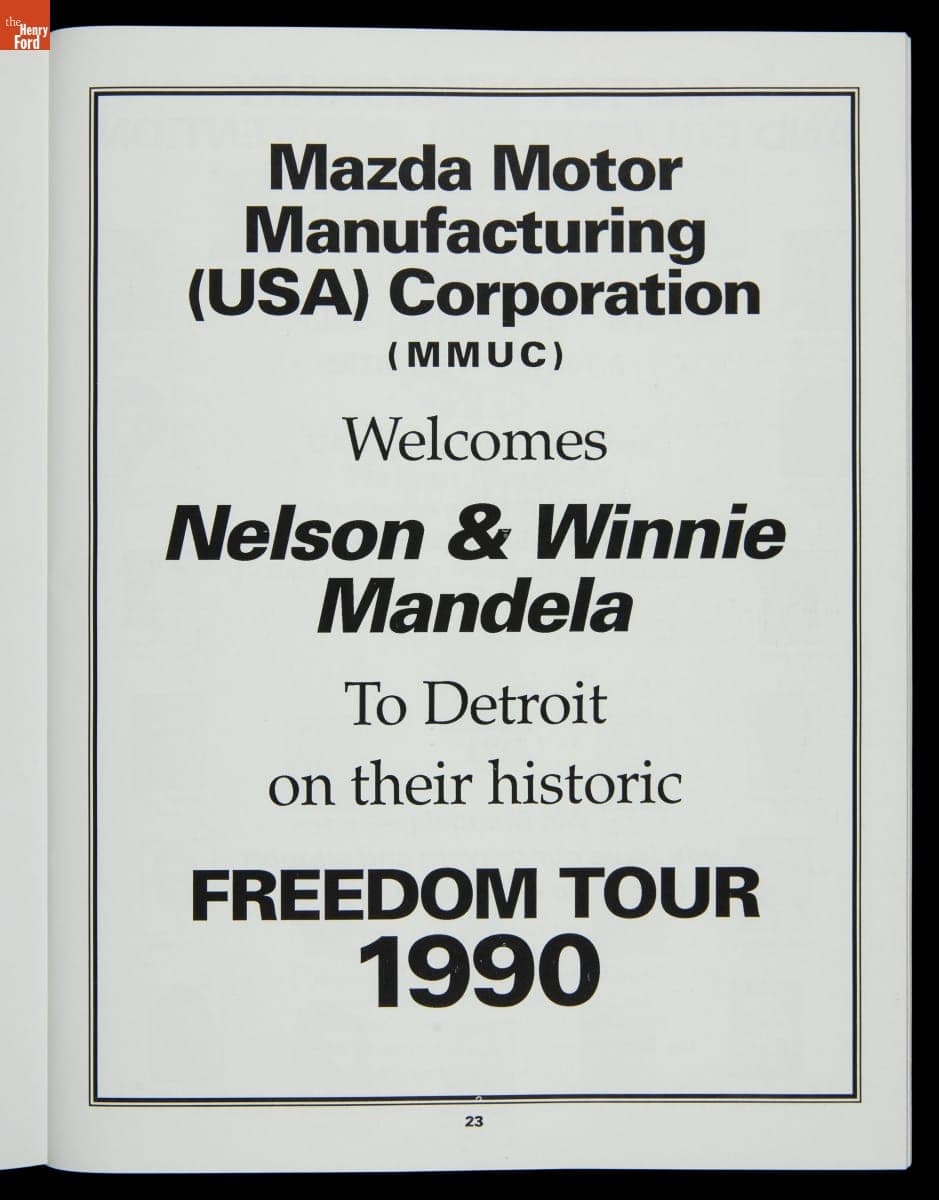 the
Henry
Ford
Mazda Motor
Manufacturing
(USA) Corporation
(MMUC)
Welcomes
Nelson & Winnie
Mandela
To Detroit
on their historic
FREEDOM TOUR
1990
23